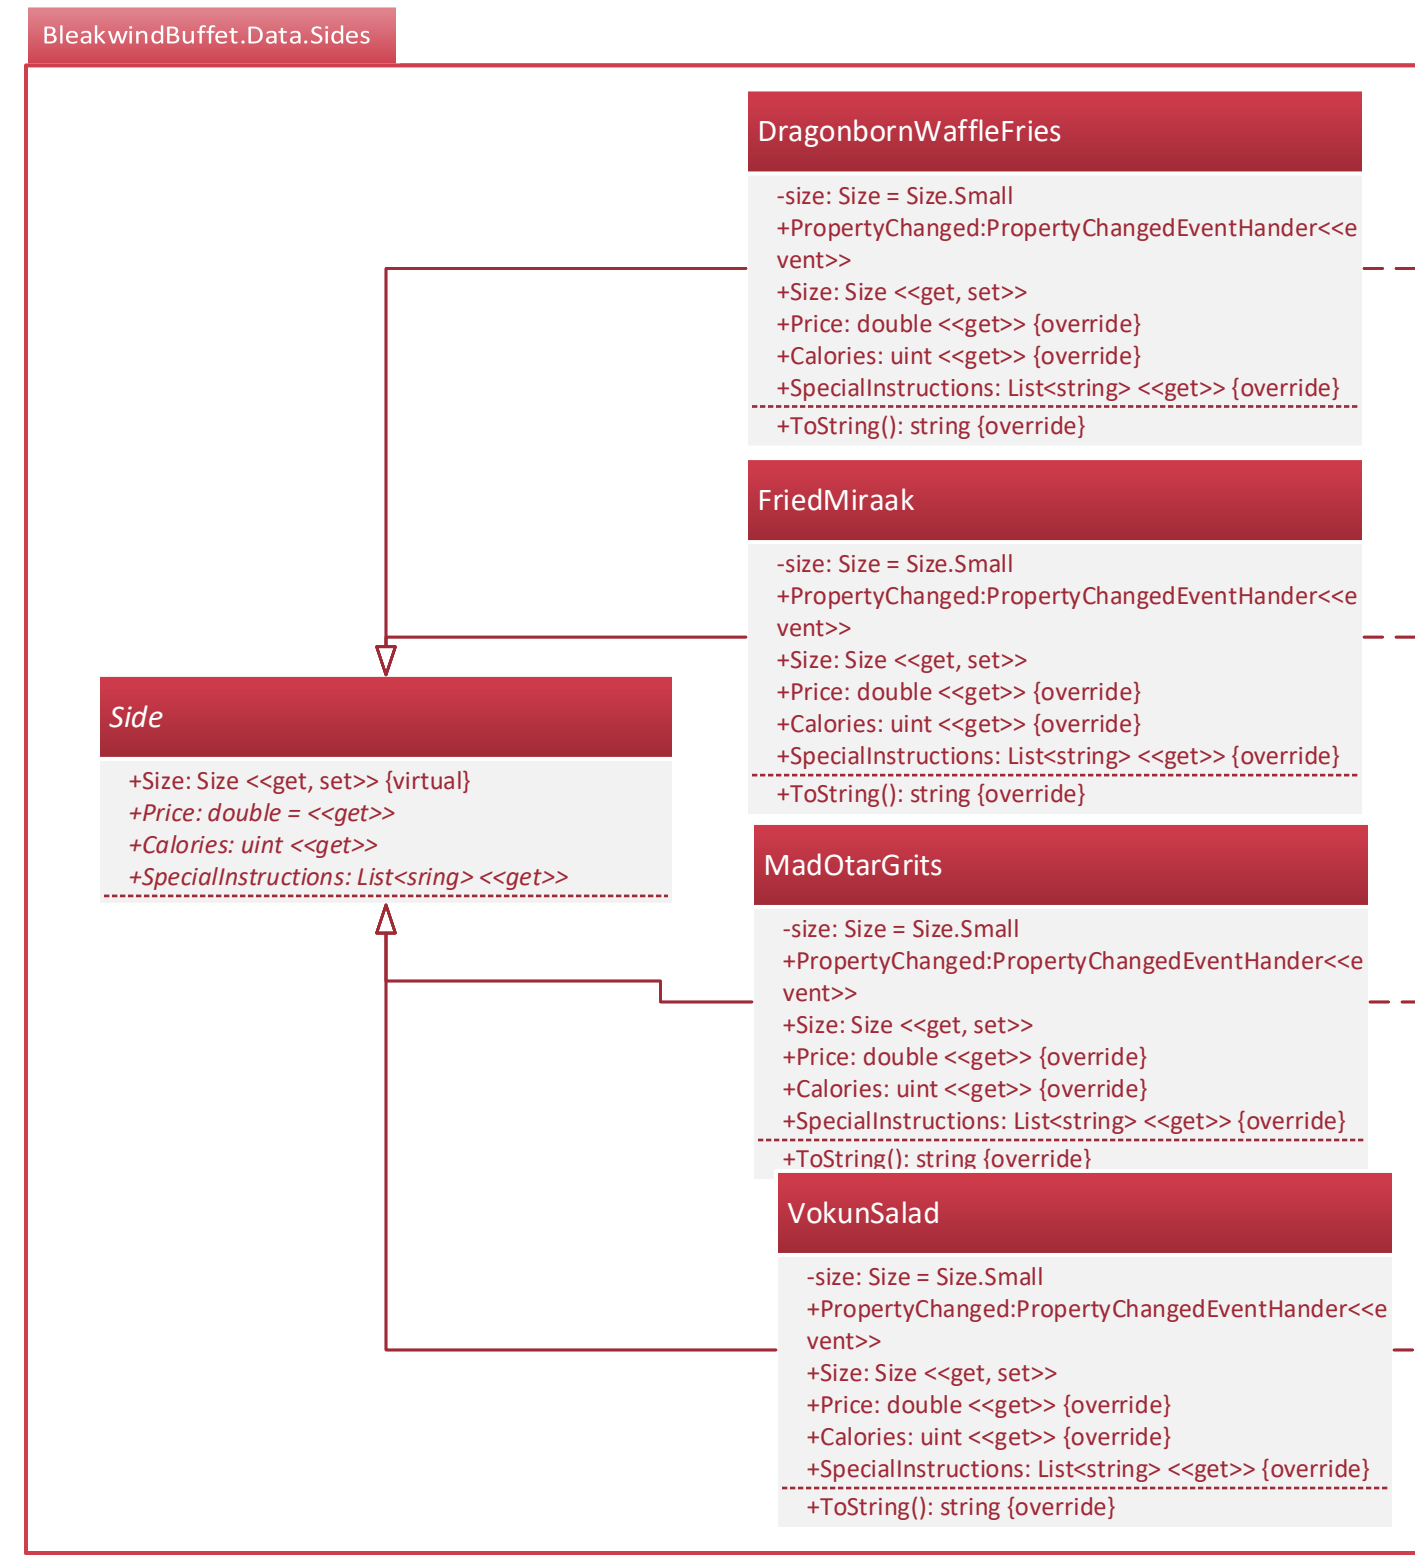 BleakwindBuffet.Data.Sides
DragonbornWaffleFries
-size: Size = Size.Small
+PropertyChanged:PropertyChangedEventHander<<e
vent>>
+Size: Size <<get, set>>
+Price: double <<get>> {override}
+Calories: uint <<get>> {override}
+SpecialInstructions: List<string> <<get>> {override}
+ToString(): string {override}
FriedMiraak
-size: Size = Size.Small
+PropertyChanged:PropertyChangedEventHander<<e
vent>>
+Size: Size <<get, set>>
+Price: double <<get>> {override}
+Calories: uint <<get>> {override}
+SpecialInstructions: List<string> <<get>> {override}
+ToString(): string {override}
Side
+Size: Size <<get, set>> {virtual}
+Price: double = <<get>>
+Calories: uint <<get>>
+SpecialInstructions: List<sring> <<get>>
MadOtarGrits
-size: Size = Size.Small
+PropertyChanged:PropertyChangedEventHander<<e
vent>>
+Size: Size <<get, set>>
+Price: double <<get>> {override}
+Calories: uint <<get>> {override}
+SpecialInstructions: List<string> <<get>> {override}
+ToString(): string {override}
VokunSalad
-size: Size = Size.Small
+PropertyChanged:PropertyChangedEventHander<<e
vent>>
+Size: Size <<get, set>>
+Price: double <<get>> {override}
+Calories: uint <<get>> {override}
+SpecialInstructions: List<string> <<get>> {override}
+ToString(): string {override}